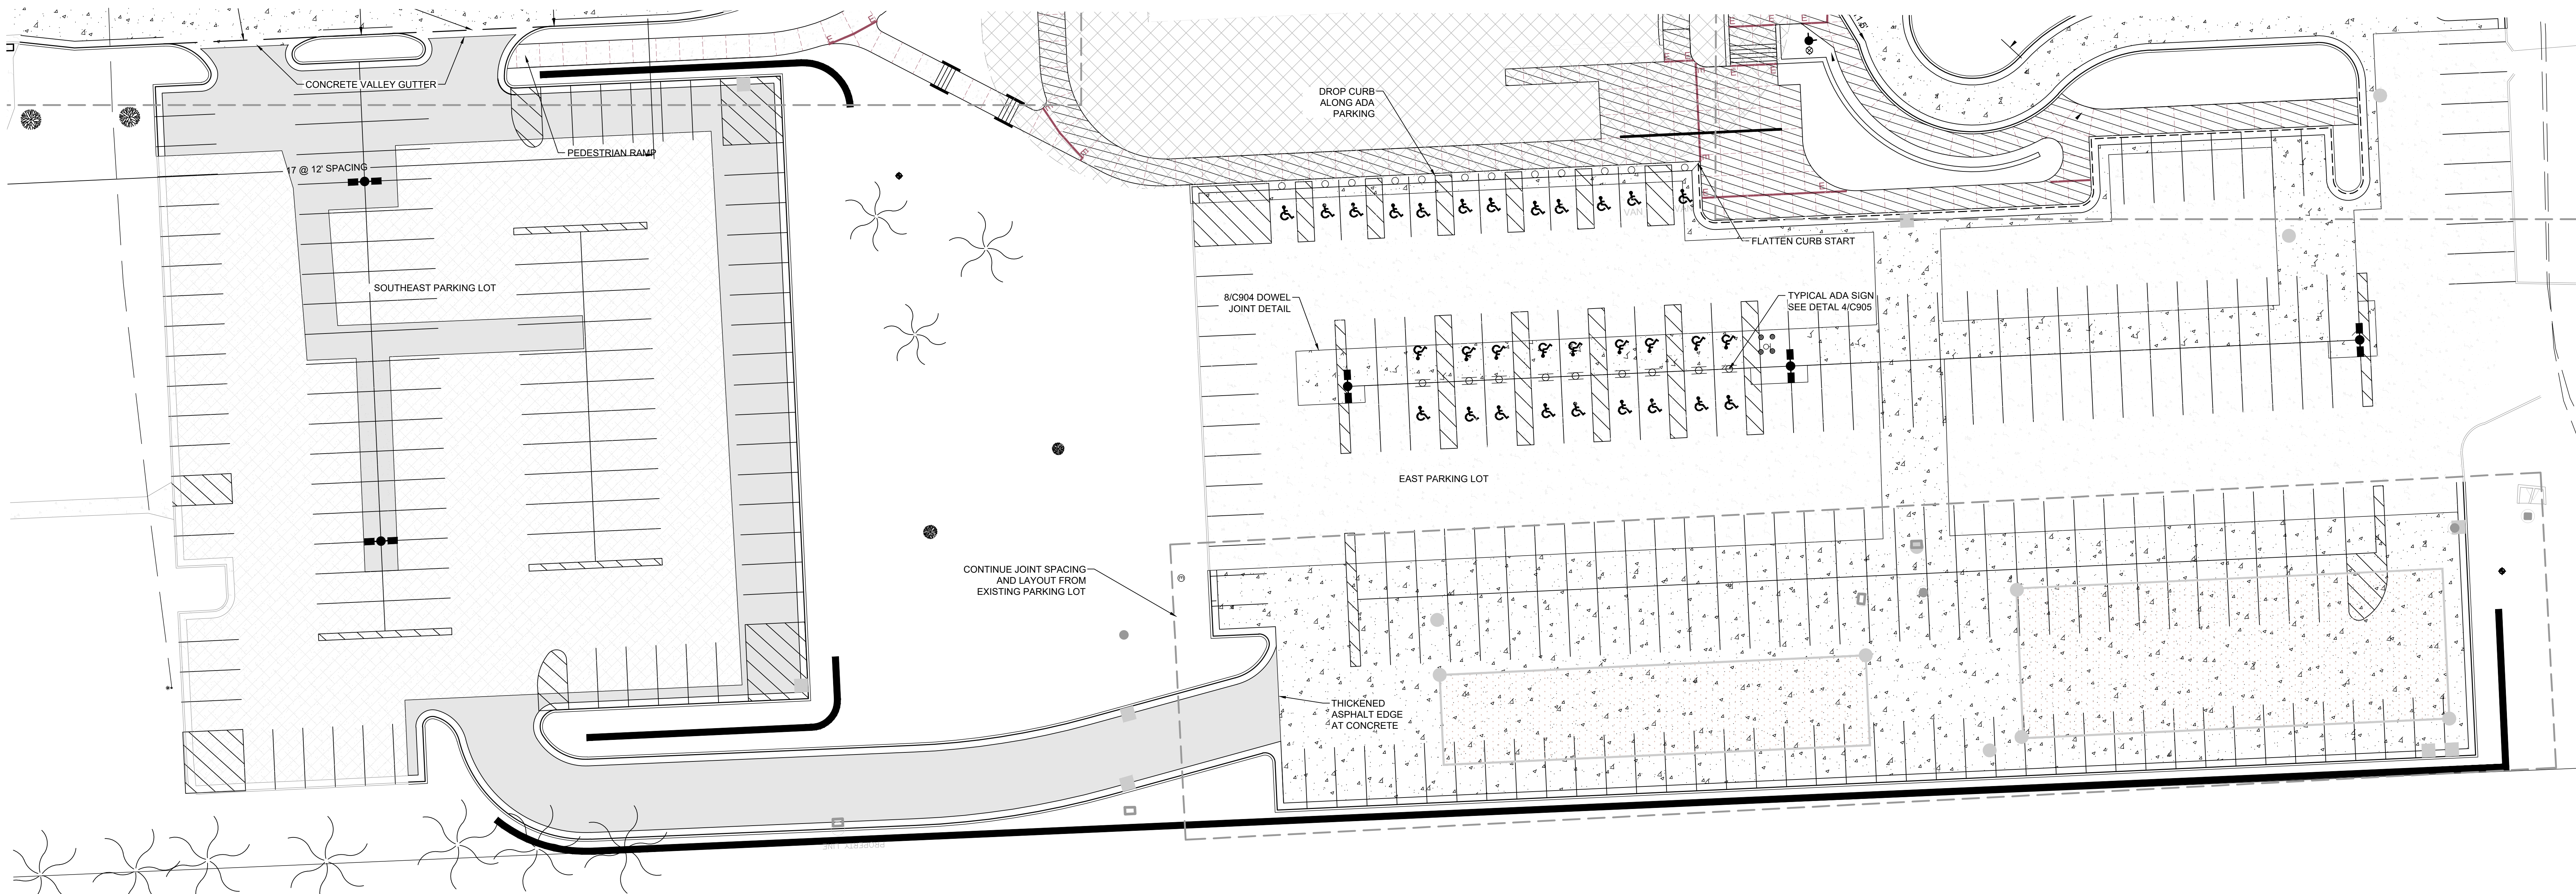 CONCRETE VALLEY GUTTER
PEDESTRIAN RAMP
17 @ 12' SPACING
SOUTHEAST PARKING LOT
DROP CURB
ALONG ADA
PARKING
E
E
E
E
E
E
E
E
E
E
E
E
VAN
FLATTEN CURB START
8/C904 DOWEL
JOINT DETAIL
TYPICAL ADA SIGN
SEE DETAL 4/C905
EAST PARKING LOT
CONTINUE JOINT SPACING
AND LAYOUT FROM
EXISTING PARKING LOT
THICKENED
ASPHALT EDGE
AT CONCRETE
PROPERTY LINE